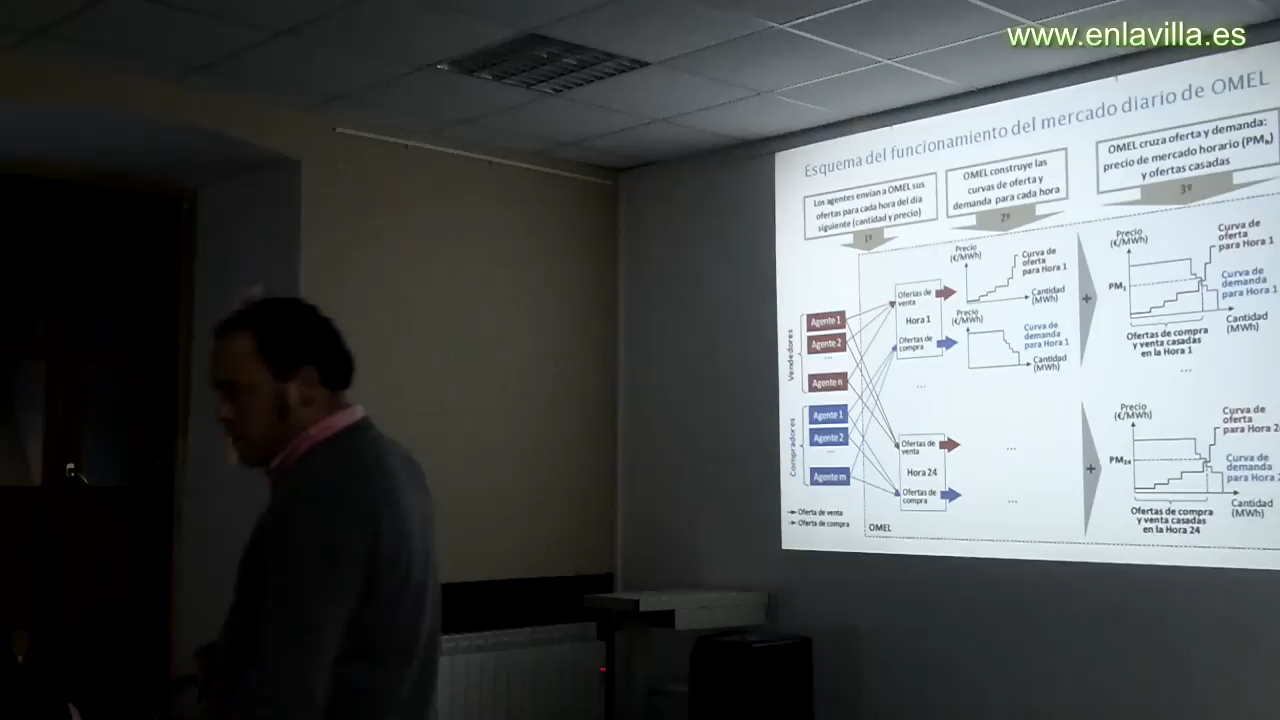 www.enlavilla.es
Esquema del funcionamiento del mercado diario de OMEL
Los agentes envían a OMEL sus
ofertas para cada hora del día
siguiente (cantidad y precio)
1º
OMEL construye las
curvas de oferta y
demanda para cada hora
2º
OMEL cruza oferta y demanda:
precio de mercado horario (PMh)
y ofertas casadas
3º
Vendedores
Agente 1
Agente 2
...
Agente n
Compradores
Agente 1
Agente 2
...
Agente m
Oferta de venta
Oferta de compra
OMEL
Ofertas de
venta
Hora 1
Ofertas de
compra
...
Ofertas de
venta
Hora 24
Ofertas de
compra
Precio
(€/MWh)
Curva de
oferta
para Hora 1
Cantidad
(MWh)
Precio
(€/MWh)
Curva de
demanda
para Hora 1
Cantidad
(MWh)
...
...
+
+
Precio
(€/MWh)
Curva de
oferta
para Hora 1
PM1
Curva de
demanda
para Hora 1
Cantidad
(MWh)
Ofertas de compra
y venta casadas
en la Hora 1
...
Precio
(€/MWh)
Curva de
oferta
para Hora 2
PM24
Curva de
demanda
para Hora 2
Cantidad
(MWh)
Ofertas de compra
y venta casadas
en la Hora 24